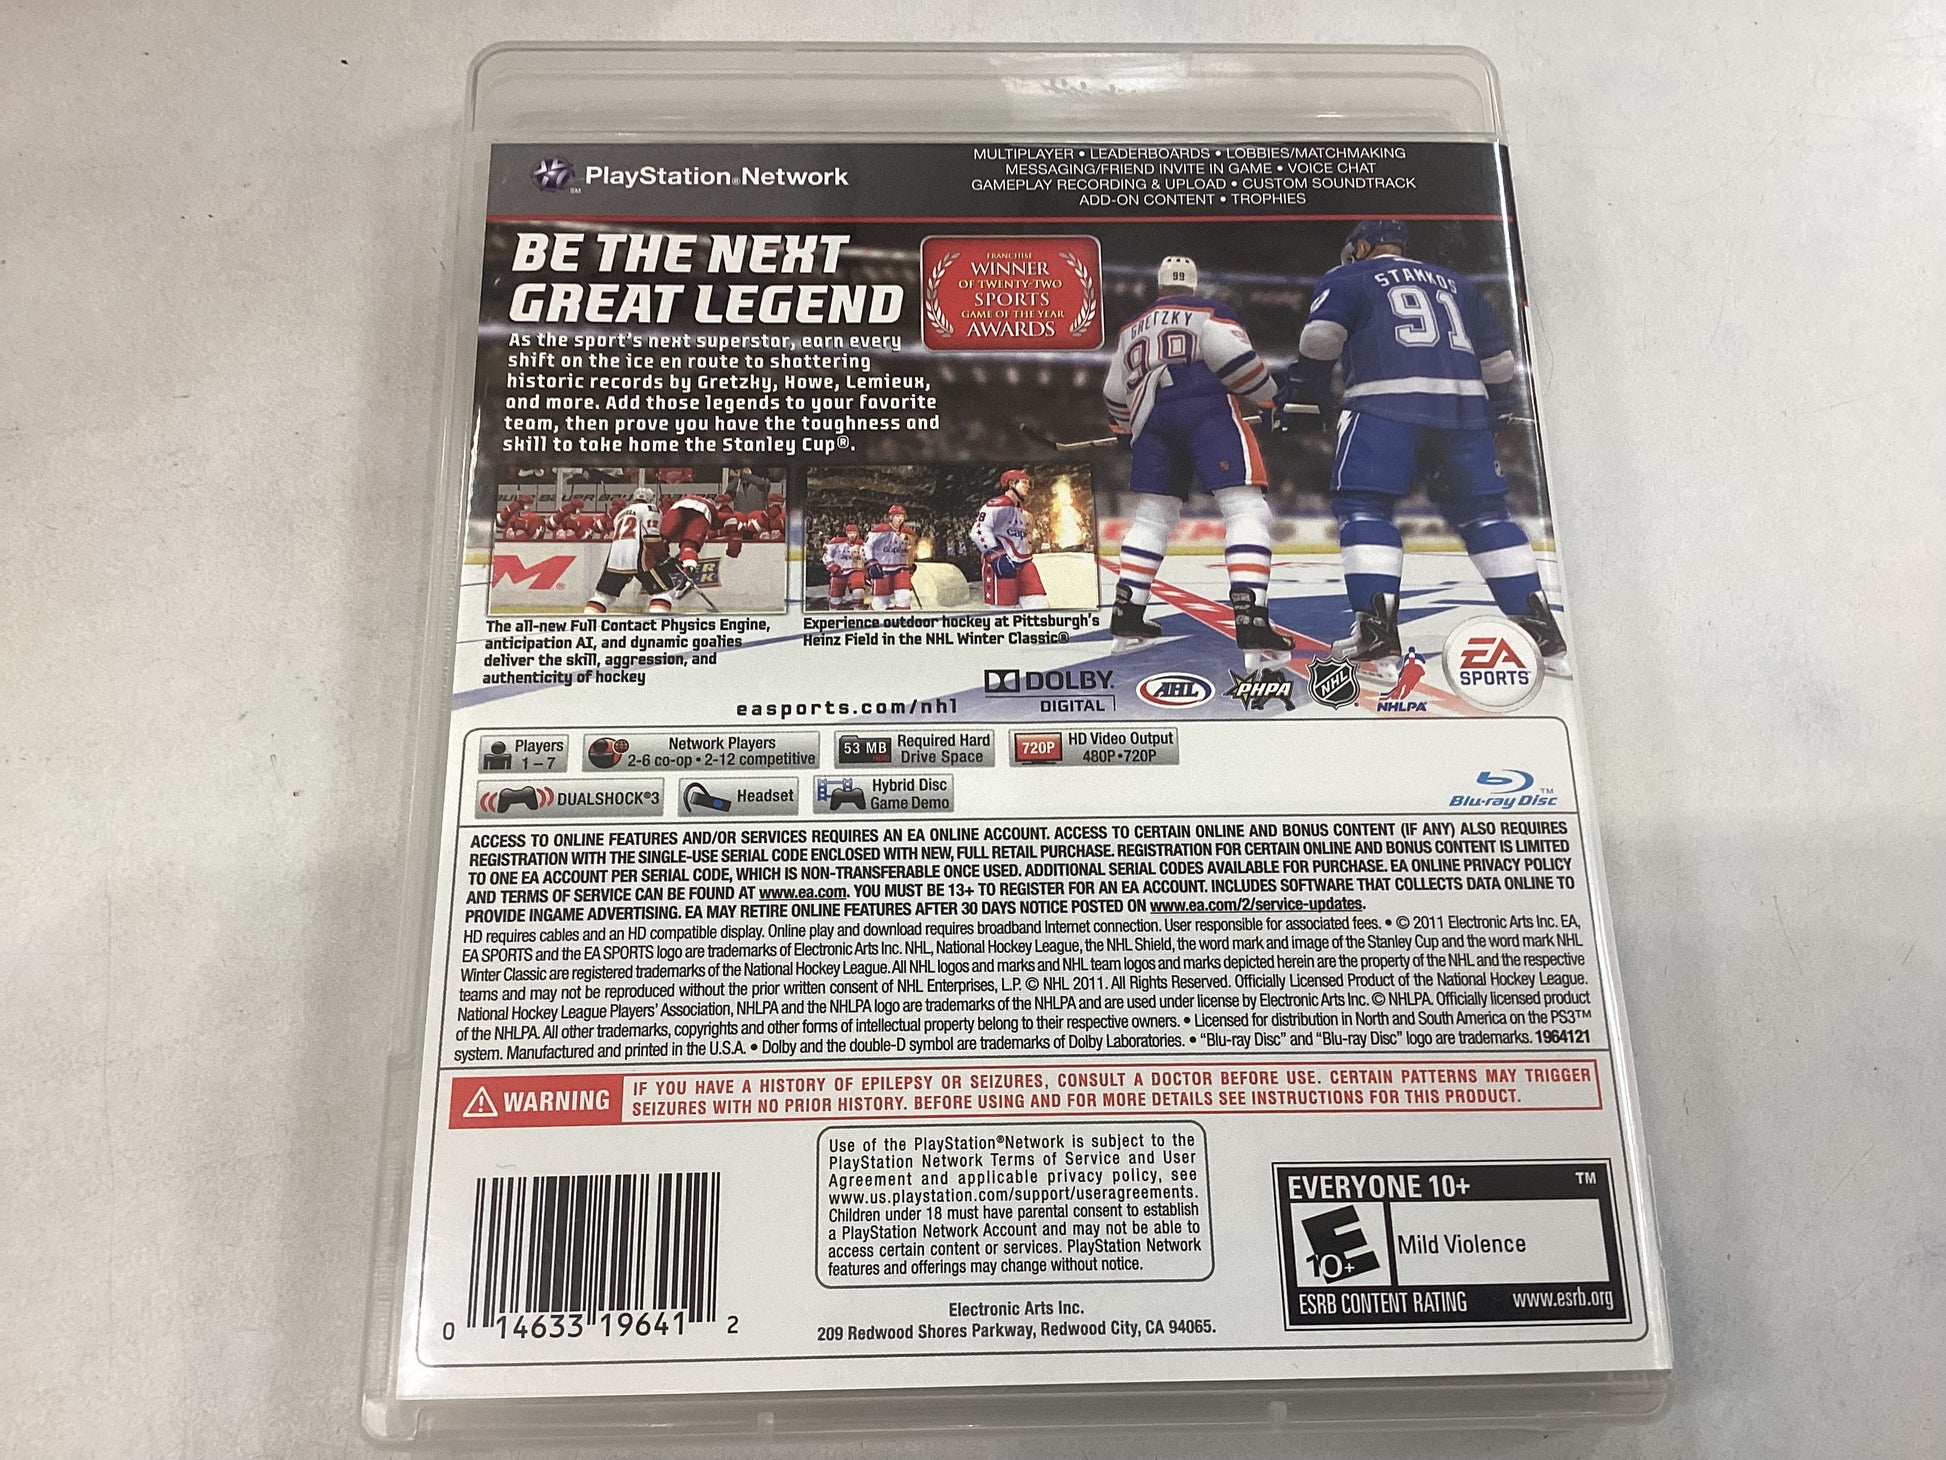 PlayStation®Network
SM
MULTIPLAYER • LEADERBOARDS • LOBBIES/MATCHMAKING
MESSAGING/FRIEND INVITE IN GAME • VOICE CHAT
GAMEPLAY RECORDING & UPLOAD • CUSTOM SOUNDTRACK
ADD-ON CONTENT • TROPHIES
BE THE NEXT
GREAT LEGEND
FRANCHISE
WINNER
OF TWENTY-TWO
SPORTS
GAME OF THE YEAR
AWARDS
99
GRETZKY
99
STAMKOS
91
As the sport's next superstar, earn every
shift on the ice en route to shattering
historic records by Gretzky, Howe, Lemieux,
and more. Add those legends to your favorite
team, then prove you have the toughness and
skill to take home the Stanley Cup®.
The all-new Full Contact Physics Engine,
anticipation AI, and dynamic goalies
deliver the skill, aggression, and
authenticity of hockey
Experience outdoor hockey at Pittsburgh's
Heinz Field in the NHL Winter Classic®
easports.com/nhl
DOLBY
DIGITAL
AHL
PHPA
NHL
NHLPA
EA
SPORTS
Players
1 – 7
Network Players
2-6 co-op • 2-12 competitive
53 MB
HDD
Required Hard
Drive Space
720P
HD Video Output
480P•720P
DUALSHOCK®3
Headset
Hybrid Disc
Game Demo
Blu-ray Disc™
ACCESS TO ONLINE FEATURES AND/OR SERVICES REQUIRES AN EA ONLINE ACCOUNT. ACCESS TO CERTAIN ONLINE AND BONUS CONTENT (IF ANY) ALSO REQUIRES
REGISTRATION WITH THE SINGLE-USE SERIAL CODE ENCLOSED WITH NEW, FULL RETAIL PURCHASE. REGISTRATION FOR CERTAIN ONLINE AND BONUS CONTENT IS LIMITED
TO ONE EA ACCOUNT PER SERIAL CODE, WHICH IS NON-TRANSFERABLE ONCE USED. ADDITIONAL SERIAL CODES AVAILABLE FOR PURCHASE. EA ONLINE PRIVACY POLICY
AND TERMS OF SERVICE CAN BE FOUND AT www.ea.com. YOU MUST BE 13+ TO REGISTER FOR AN EA ACCOUNT. INCLUDES SOFTWARE THAT COLLECTS DATA ONLINE TO
PROVIDE INGAME ADVERTISING. EA MAY RETIRE ONLINE FEATURES AFTER 30 DAYS NOTICE POSTED ON www.ea.com/2/service-updates.
HD requires cables and an HD compatible display. Online play and download requires broadband Internet connection. User responsible for associated fees. • © 2011 Electronic Arts Inc. EA,
EA SPORTS and the EA SPORTS logo are trademarks of Electronic Arts Inc. NHL, National Hockey League, the NHL Shield, the word mark and image of the Stanley Cup and the word mark NHL
Winter Classic are registered trademarks of the National Hockey League. All NHL logos and marks and NHL team logos and marks depicted herein are the property of the NHL and the respective
teams and may not be reproduced without the prior written consent of NHL Enterprises, L.P. © NHL 2011. All Rights Reserved. Officially Licensed Product of the National Hockey League.
National Hockey League Players' Association, NHLPA and the NHLPA logo are trademarks of the NHLPA and are used under license by Electronic Arts Inc. © NHLPA. Officially licensed product
of the NHLPA. All other trademarks, copyrights and other forms of intellectual property belong to their respective owners. • Licensed for distribution in North and South America on the PS3™
system. Manufactured and printed in the U.S.A. • Dolby and the double-D symbol are trademarks of Dolby Laboratories. • "Blu-ray Disc" and "Blu-ray Disc" logo are trademarks. 1964121
WARNING
IF YOU HAVE A HISTORY OF EPILEPSY OR SEIZURES, CONSULT A DOCTOR BEFORE USE. CERTAIN PATTERNS MAY TRIGGER
SEIZURES WITH NO PRIOR HISTORY. BEFORE USING AND FOR MORE DETAILS SEE INSTRUCTIONS FOR THIS PRODUCT.
Use of the PlayStation®Network is subject to the
PlayStation Network Terms of Service and User
Agreement and applicable privacy policy, see
www.us.playstation.com/support/useragreements.
Children under 18 must have parental consent to establish
a PlayStation Network Account and may not be able to
access certain content or services. PlayStation Network
features and offerings may change without notice.
Electronic Arts Inc.
209 Redwood Shores Parkway, Redwood City, CA 94065.
0 14633 19641 2
EVERYONE 10+ ™
E
10+
Mild Violence
ESRB CONTENT RATING www.esrb.org